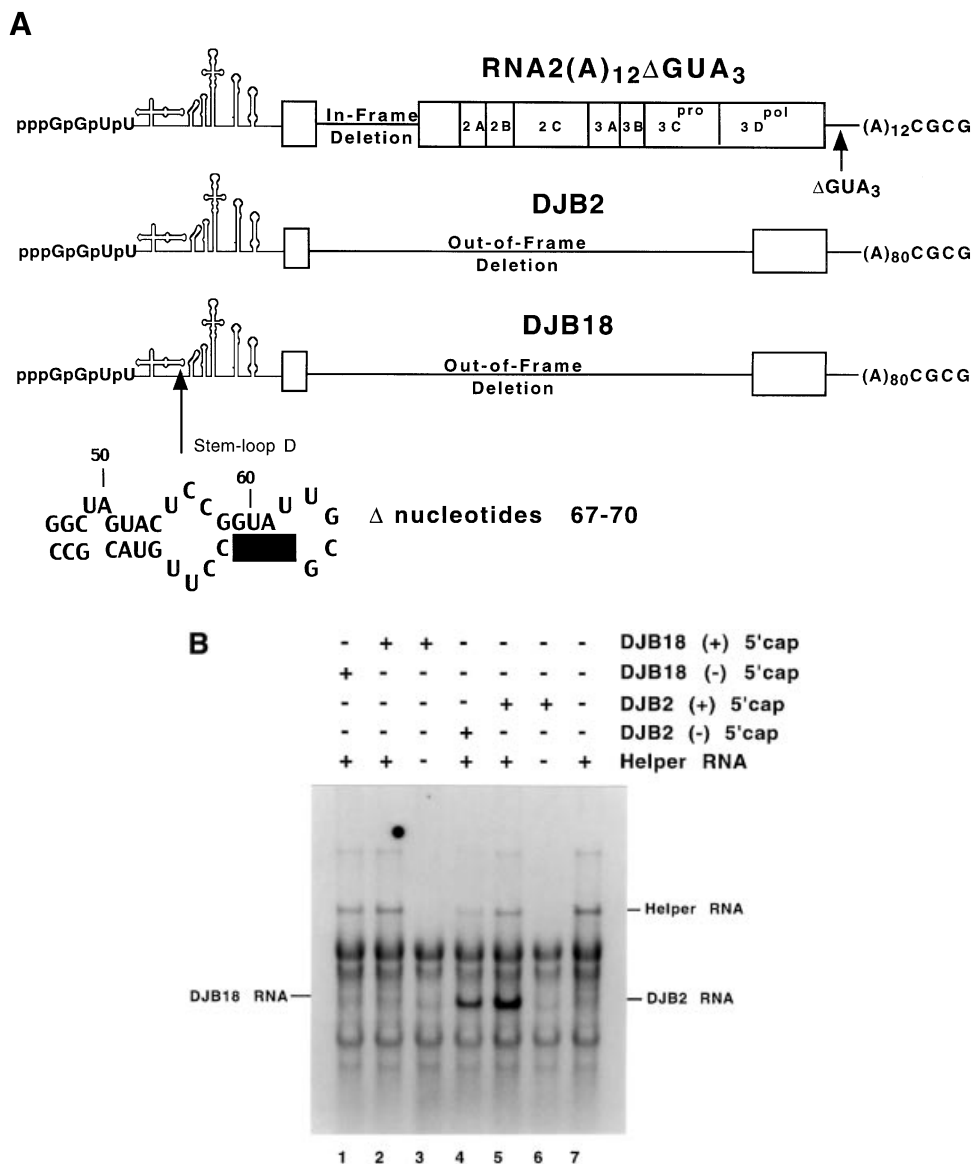 A
RNA2(A)12ΔGUA3
pppGpGpUpU
In-Frame
Deletion
2 A 2 B 2 C 3 A 3 B 3 C pro 3 D pol
(A)12CGCG
ΔGUA3
DJB2
pppGpGpUpU
Out-of-Frame
Deletion
(A)80CGCG
DJB18
pppGpGpUpU
Out-of-Frame
Deletion
(A)80CGCG
Stem-loop D
50
60
GGC UA GUAC U C C GGUA U U G
C
CCG CAUG U U C C G
Δ nucleotides 67-70
B
- + + - - - - DJB18 (+) 5'cap
+ - - - - - - DJB18 (-) 5'cap
- - - - + + - DJB2 (+) 5'cap
- - - + - - - DJB2 (-) 5'cap
+ + - + + - + Helper RNA
Helper RNA
DJB18 RNA
DJB2 RNA
1 2 3 4 5 6 7